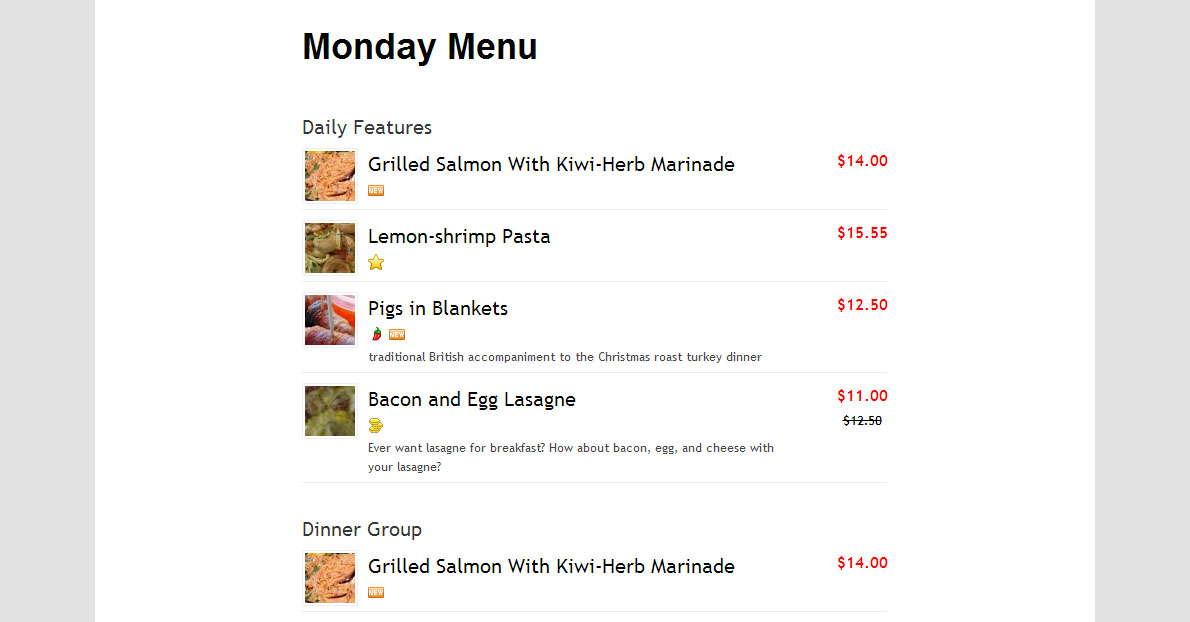 Monday Menu
Daily Features
Grilled Salmon With Kiwi-Herb Marinade
$14.00
NEW
Lemon-shrimp Pasta
$15.55
Pigs in Blankets
$12.50
NEW
traditional British accompaniment to the Christmas roast turkey dinner
Bacon and Egg Lasagne
$11.00
$12.50
Ever want lasagne for breakfast? How about bacon, egg, and cheese with
your lasagne?
Dinner Group
Grilled Salmon With Kiwi-Herb Marinade
$14.00
NEW